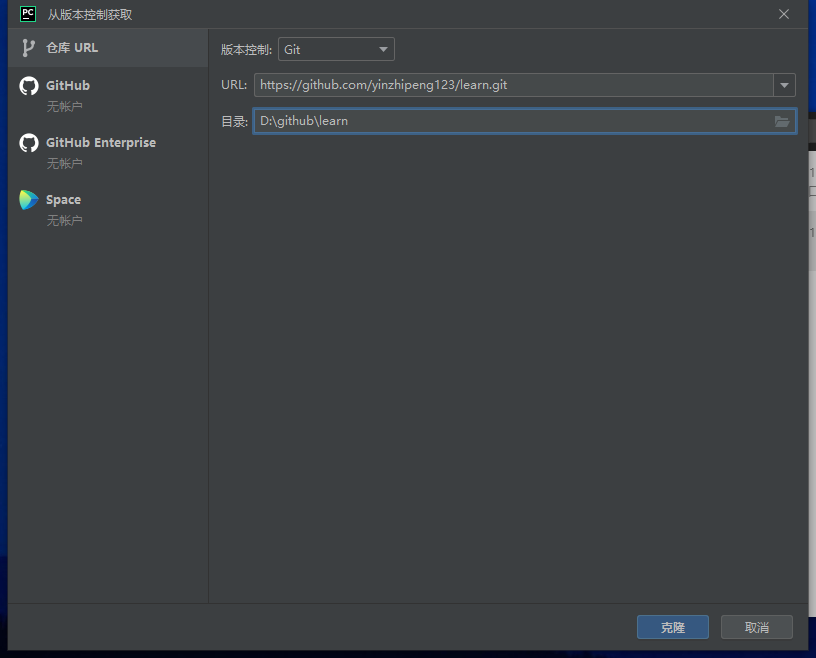 PC 从版本控制获取
仓库 URL
GitHub
无帐户
GitHub Enterprise
无帐户
Space
无帐户
版本控制: Git
URL: https://github.com/yinzhipeng123/learn.git
目录: D:\github\learn
克隆 取消